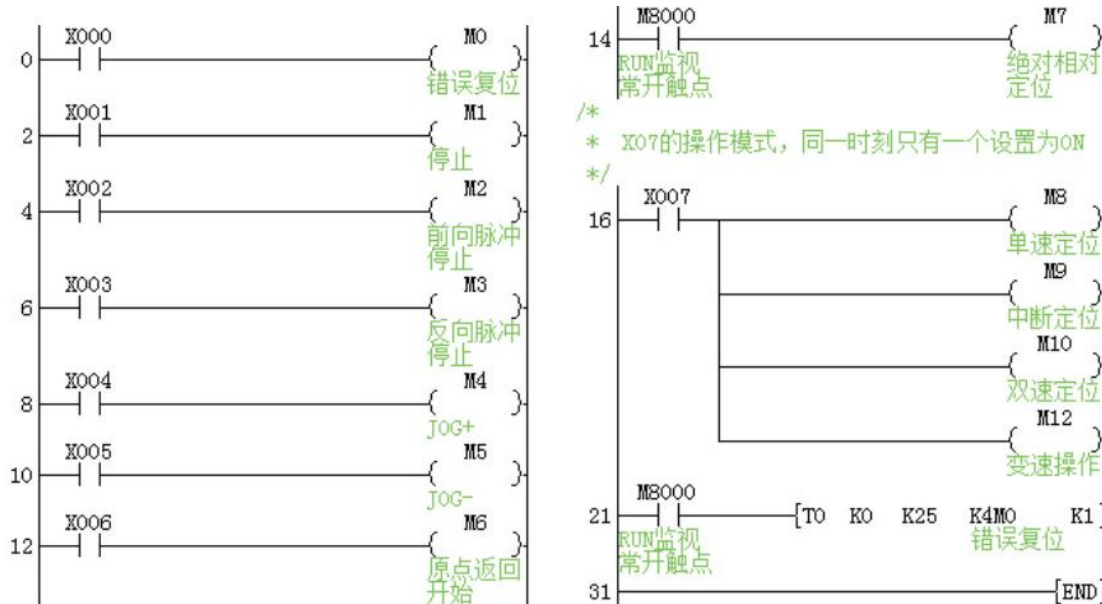 X000 M0
0
错误复位
X001 M1
2
停止
X002 M2
4
前向脉冲
停止
X003 M3
6
反向脉冲
停止
X004 M4
8
JOG+
X005 M5
10
JOG-
X006 M6
12
原点返回
开始
M8000 M7
14
RUN监视 绝对相对
常开触点 定位
/*
* X07的操作模式，同一时刻只有一个设置为ON
*/
X007 M8
16
单速定位
M9
中断定位
M10
双速定位
M12
变速操作
M8000
21 [TO K0 K25 K4M0 K1]
RUN监视 错误复位
常开触点
31 [END]